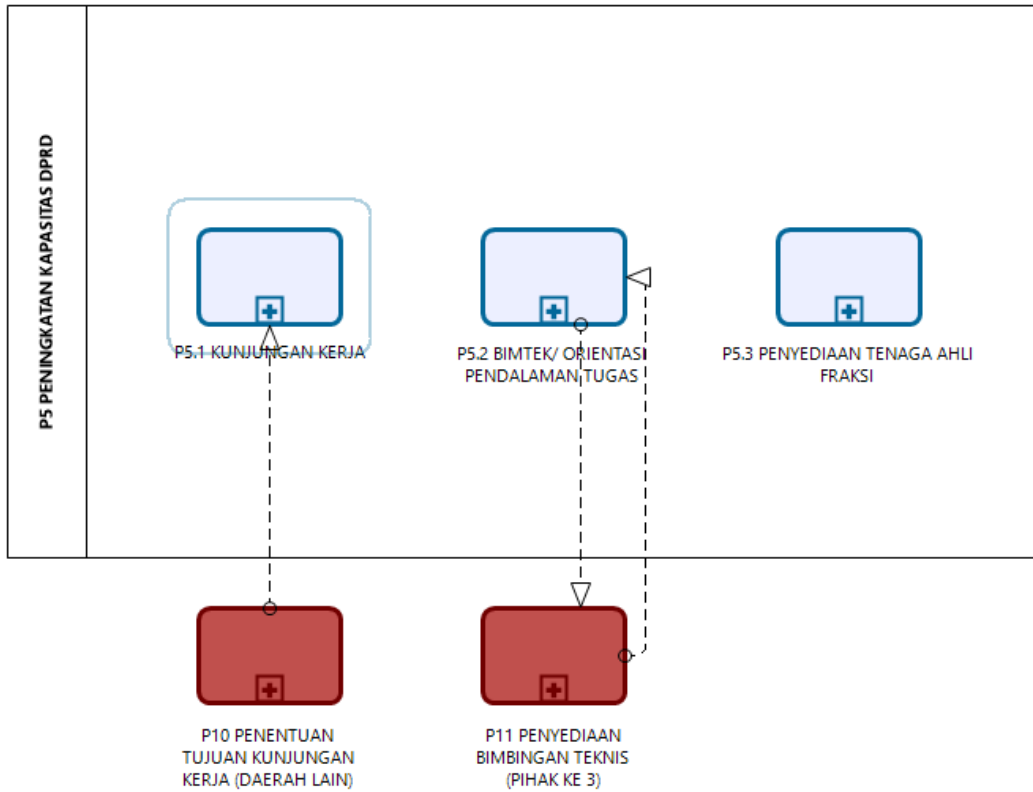 P5 PENINGKATAN KAPASITAS DPRD
P5.1 KUNJUNGAN KERJA
P5.2 BIMTEK/ ORIENTASI
PENDALAMAN TUGAS
P5.3 PENYEDIAAN TENAGA AHLI
FRAKSI
P10 PENENTUAN
TUJUAN KUNJUNGAN
KERJA (DAERAH LAIN)
P11 PENYEDIAAN
BIMBINGAN TEKNIS
(PIHAK KE 3)